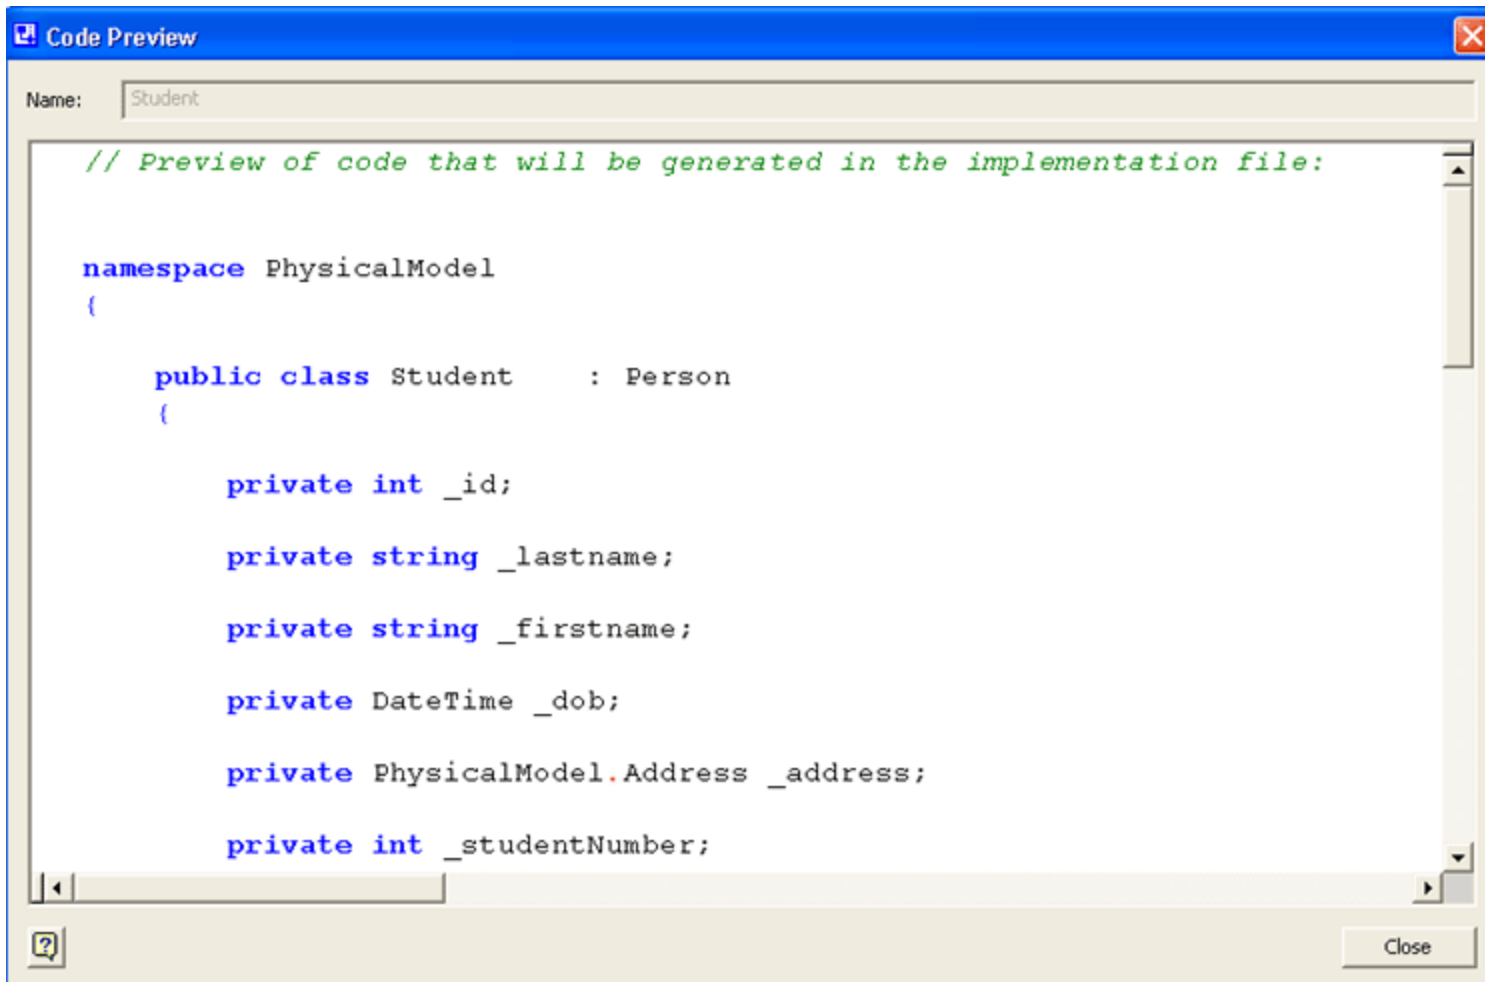 Code Preview
Name: Student
// Preview of code that will be generated in the implementation file:
namespace PhysicalModel
{
public class Student    : Person
{
private int _id;
private string _lastname;
private string _firstname;
private DateTime _dob;
private PhysicalModel.Address _address;
private int _studentNumber;
Close